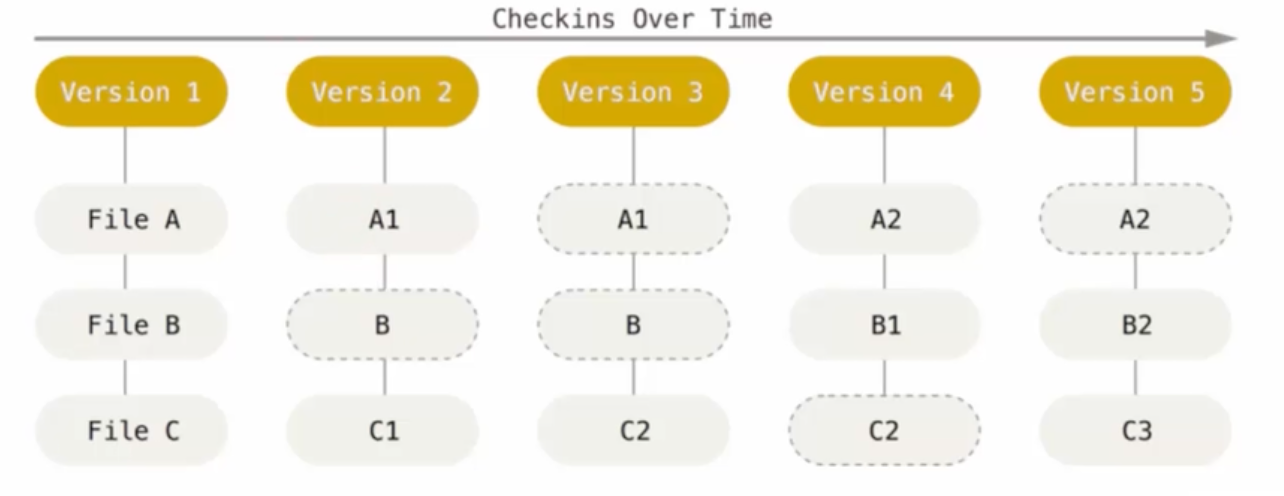 Checkins Over Time
Version 1 Version 2 Version 3 Version 4 Version 5
File A A1 A1 A2 A2
File B B B B1 B2
File C C1 C2 C2 C3